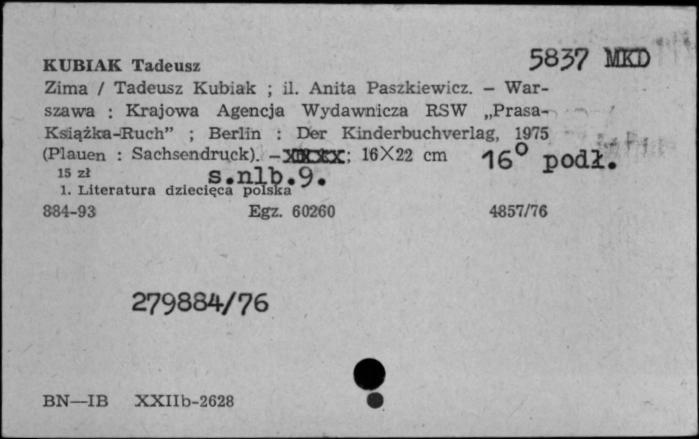 5837 MKD
KUBIAK Tadeusz
Zima / Tadeusz Kubiak ; il. Anita Paszkiewicz. — War-
szawa : Krajowa Agencja Wydawnicza RSW „Prasa-
Książka-Ruch” ; Berlin : Der Kinderbuchverlag, 1975
(Plauen : Sachsendruck). — ; 16X22 cm 16° podł.
15 zł s.nlb.9.
1. Literatura dziecięca polska
884-93 Egz. 60260 4857/76
279884/76
BN—IB XXIIb-2628